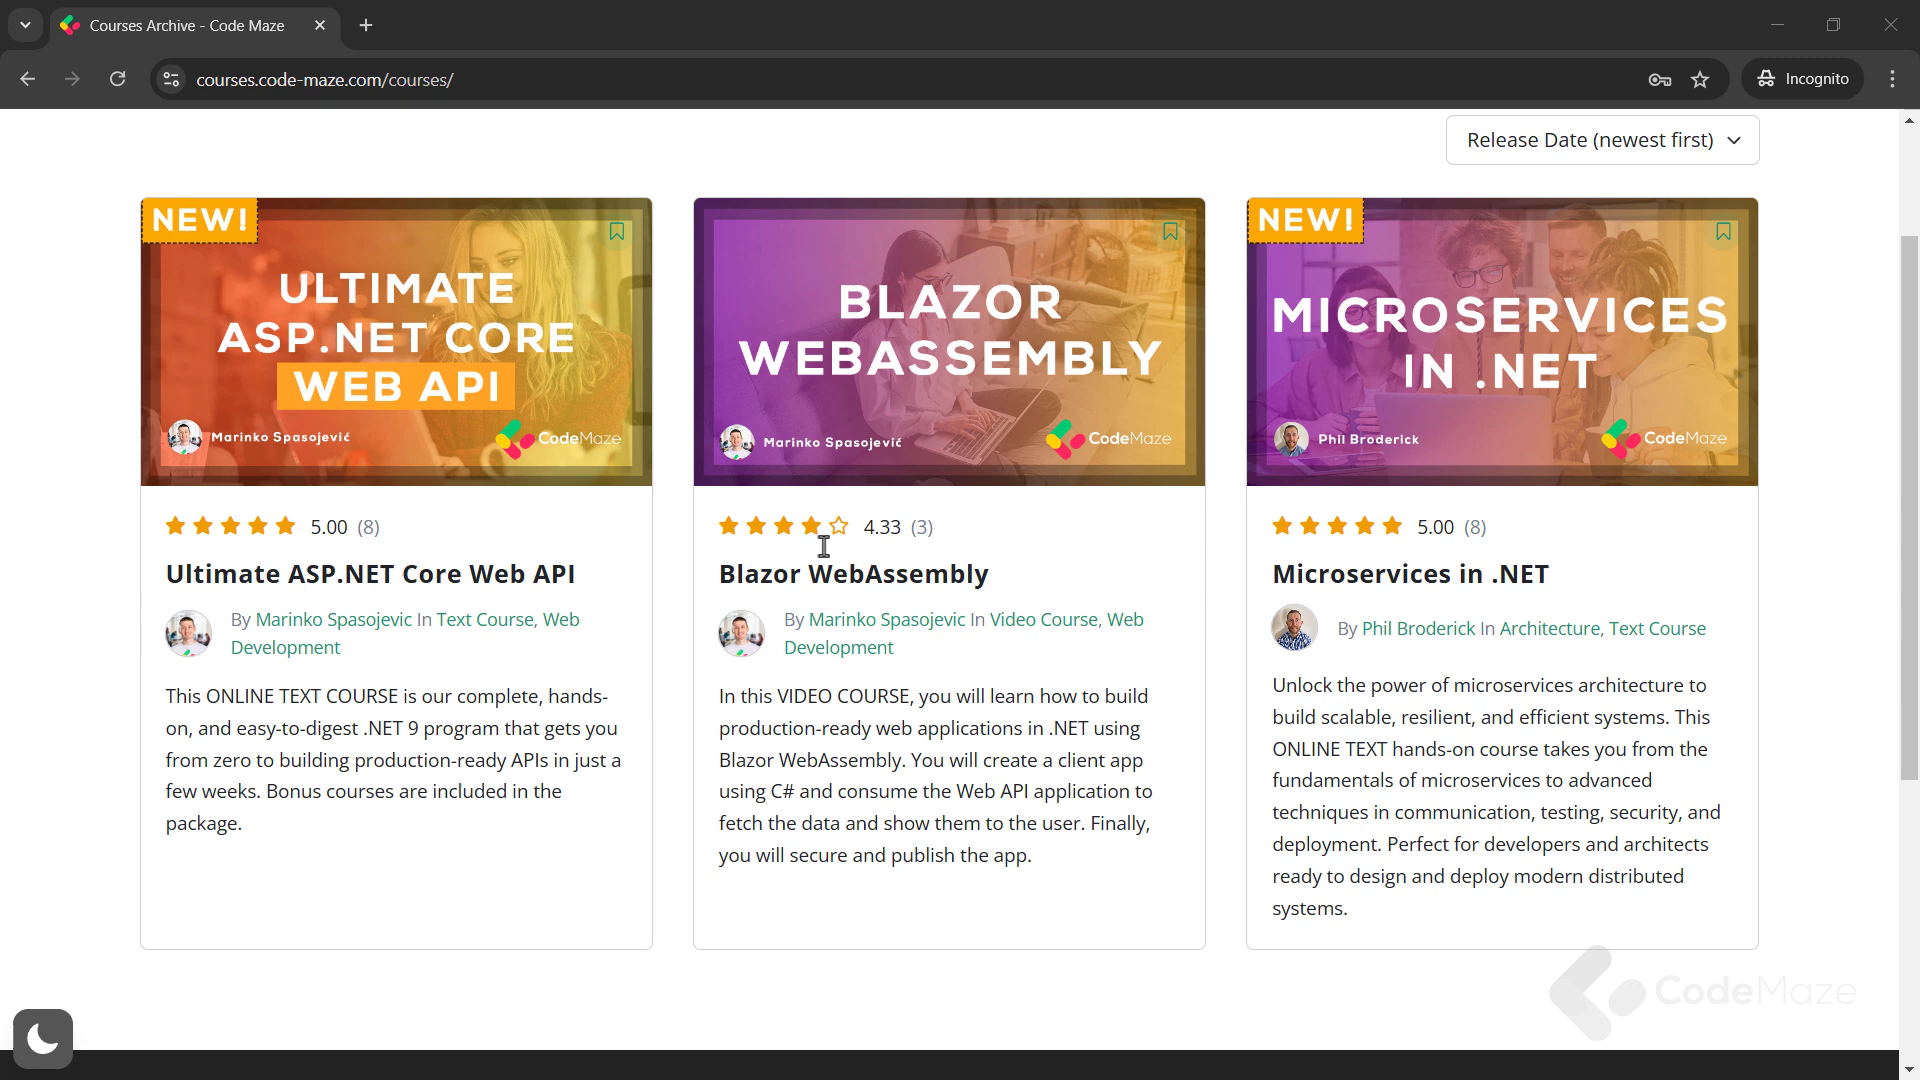 Courses Archive - Code Maze
courses.code-maze.com/courses/
Incognito
Release Date (newest first)
NEW!
ULTIMATE
ASP.NET CORE
WEB API
Marinko Spasojević
CodeMaze
5.00 (8)
Ultimate ASP.NET Core Web API
By Marinko Spasojevic In Text Course, Web
Development
This ONLINE TEXT COURSE is our complete, hands-
on, and easy-to-digest .NET 9 program that gets you
from zero to building production-ready APIs in just a
few weeks. Bonus courses are included in the
package.
BLAZOR
WEBASSEMBLY
Marinko Spasojević
CodeMaze
4.33 (3)
Blazor WebAssembly
By Marinko Spasojevic In Video Course, Web
Development
In this VIDEO COURSE, you will learn how to build
production-ready web applications in .NET using
Blazor WebAssembly. You will create a client app
using C# and consume the Web API application to
fetch the data and show them to the user. Finally,
you will secure and publish the app.
NEW!
MICROSERVICES
IN .NET
Phil Broderick
CodeMaze
5.00 (8)
Microservices in .NET
By Phil Broderick In Architecture, Text Course
Unlock the power of microservices architecture to
build scalable, resilient, and efficient systems. This
ONLINE TEXT hands-on course takes you from the
fundamentals of microservices to advanced
techniques in communication, testing, security, and
deployment. Perfect for developers and architects
ready to design and deploy modern distributed
systems.
CodeMaze